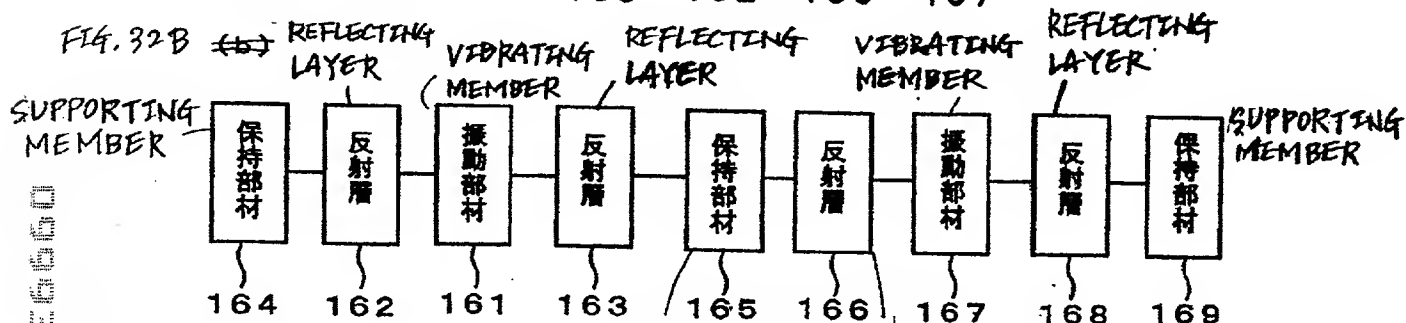 FIG. 32B (b)
REFLECTING
LAYER
VIBRATING
MEMBER
REFLECTING
LAYER
VIBRATING
MEMBER
REFLECTING
LAYER
SUPPORTING
MEMBER
SUPPORTING
MEMBER
保持部材
反射層
振動部材
反射層
保持部材
反射層
振動部材
反射層
保持部材
164 162 161 163 165 166 167 168 169